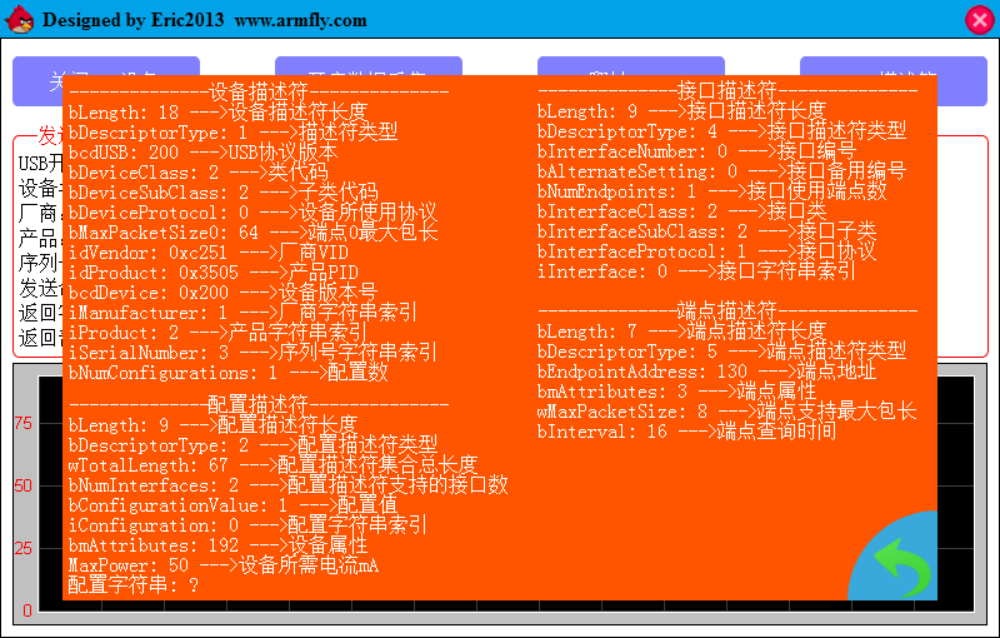 Designed by Eric2013 www.armfly.com
--------------设备描述符--------------
bLength: 18 --->设备描述符长度
bDescriptorType: 1 --->描述符类型
bcdUSB: 200 --->USB协议版本
bDeviceClass: 2 --->类代码
bDeviceSubClass: 2 --->子类代码
bDeviceProtocol: 0 --->设备所使用协议
bMaxPacketSize0: 64 --->端点0最大包长
idVendor: 0xc251 --->厂商VID
idProduct: 0x3505 --->产品PID
bcdDevice: 0x200 --->设备版本号
iManufacturer: 1 --->厂商字符串索引
iProduct: 2 --->产品字符串索引
iSerialNumber: 3 --->序列号字符串索引
bNumConfigurations: 1 --->配置数
--------------配置描述符--------------
bLength: 9 --->配置描述符长度
bDescriptorType: 2 --->配置描述符类型
wTotalLength: 67 --->配置描述符集合总长度
bNumInterfaces: 2 --->配置描述符支持的接口数
bConfigurationValue: 1 --->配置值
iConfiguration: 0 --->配置字符串索引
bmAttributes: 192 --->设备属性
MaxPower: 50 --->设备所需电流mA
配置字符串: ?
--------------接口描述符--------------
bLength: 9 --->接口描述符长度
bDescriptorType: 4 --->接口描述符类型
bInterfaceNumber: 0 --->接口编号
bAlternateSetting: 0 --->接口备用编号
bNumEndpoints: 1 --->接口使用端点数
bInterfaceClass: 2 --->接口类
bInterfaceSubClass: 2 --->接口子类
bInterfaceProtocol: 1 --->接口协议
iInterface: 0 --->接口字符串索引
--------------端点描述符--------------
bLength: 7 --->端点描述符长度
bDescriptorType: 5 --->端点描述符类型
bEndpointAddress: 130 --->端点地址
bmAttributes: 3 --->端点属性
wMaxPacketSize: 8 --->端点支持最大包长
bInterval: 16 --->端点查询时间
发送
USB开
设备
厂商
产品
序列
发送
返回
返回
75
50
25
0